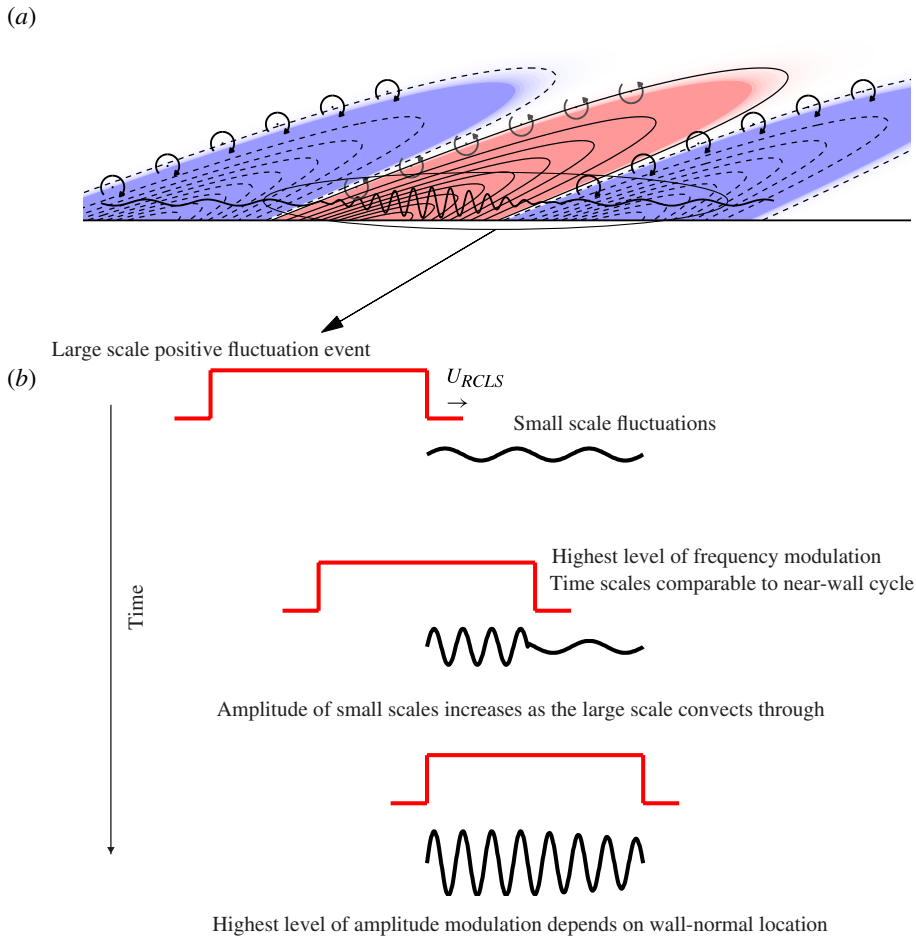 (a)
Large scale positive fluctuation event
(b)
U_RCLS
→
Small scale fluctuations
Highest level of frequency modulation
Time scales comparable to near-wall cycle
Time
Amplitude of small scales increases as the large scale convects through
Highest level of amplitude modulation depends on wall-normal location